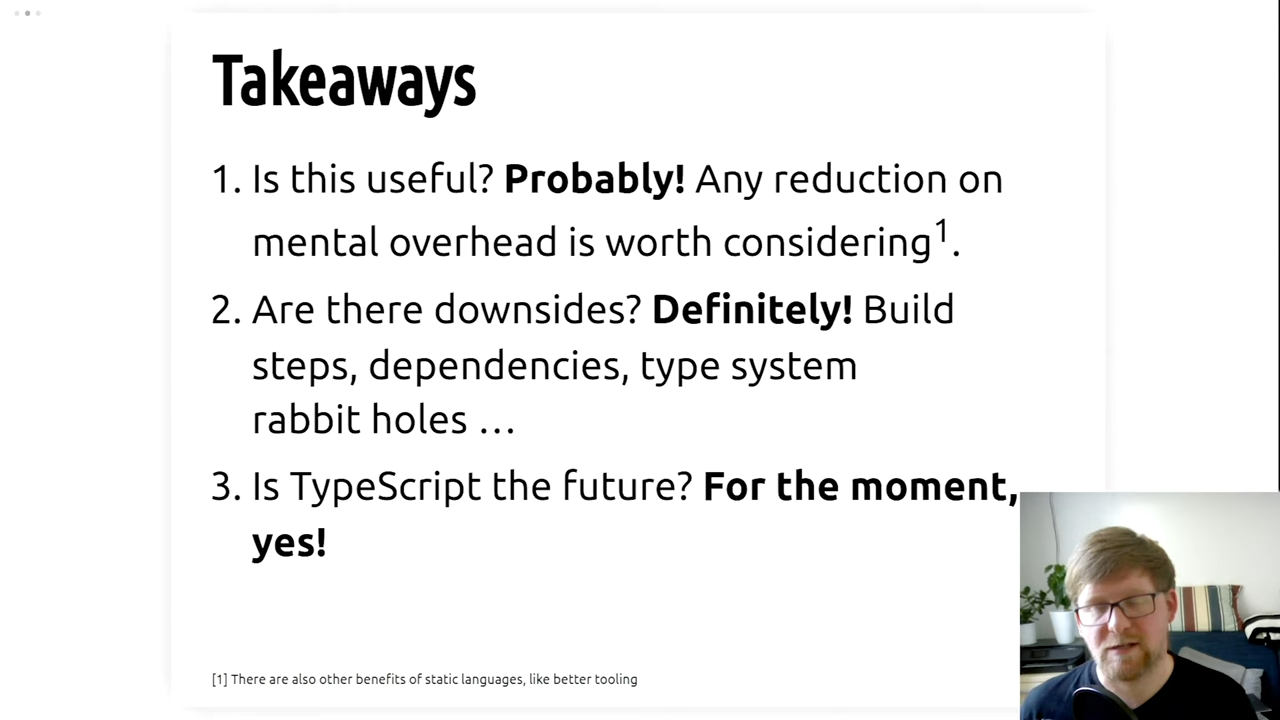 Takeaways
1. Is this useful? Probably! Any reduction on
mental overhead is worth considering¹.
2. Are there downsides? Definitely! Build
steps, dependencies, type system
rabbit holes …
3. Is TypeScript the future? For the moment,
yes!
[1] There are also other benefits of static languages, like better tooling